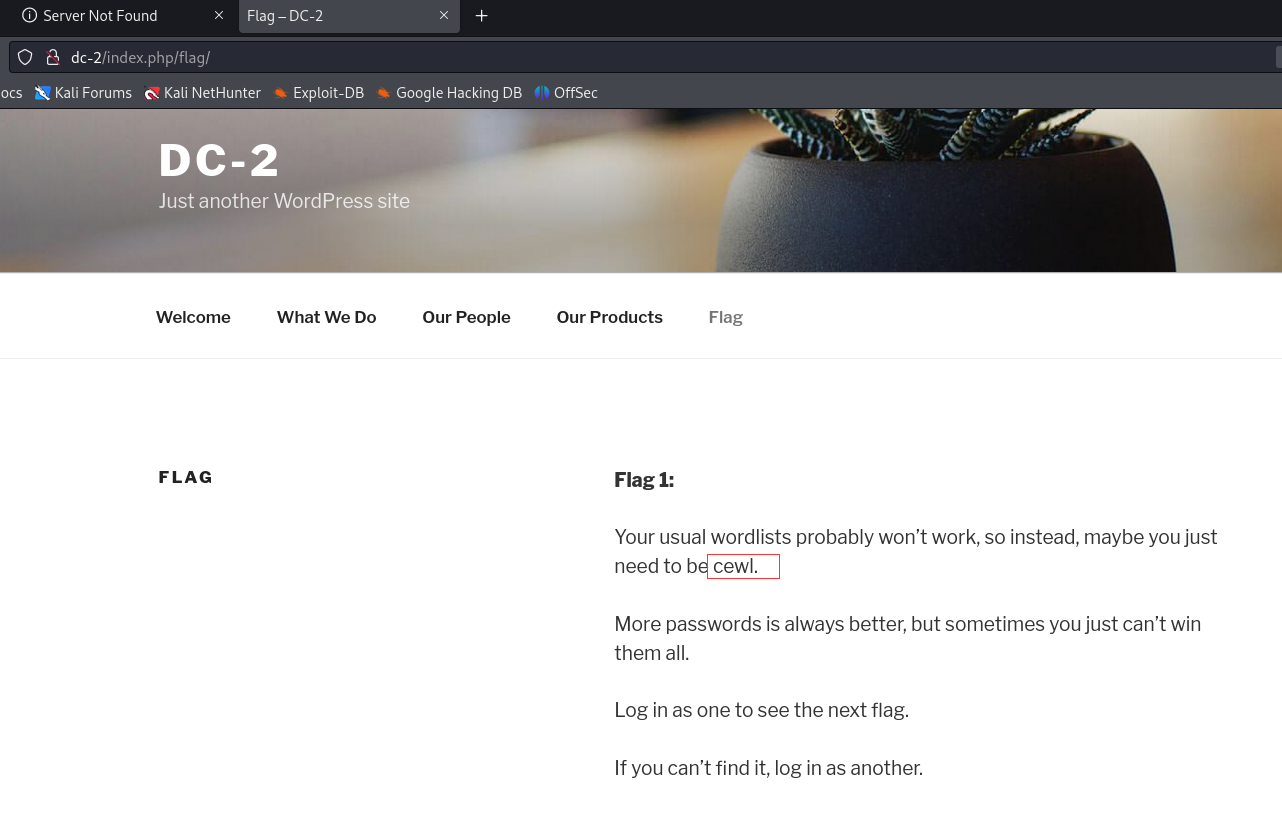 Server Not Found
Flag – DC-2
dc-2/index.php/flag/
ocs Kali Forums Kali NetHunter Exploit-DB Google Hacking DB OffSec
DC-2
Just another WordPress site
Welcome What We Do Our People Our Products Flag
FLAG
Flag 1:
Your usual wordlists probably won’t work, so instead, maybe you just
need to be cewl.
More passwords is always better, but sometimes you just can’t win
them all.
Log in as one to see the next flag.
If you can’t find it, log in as another.